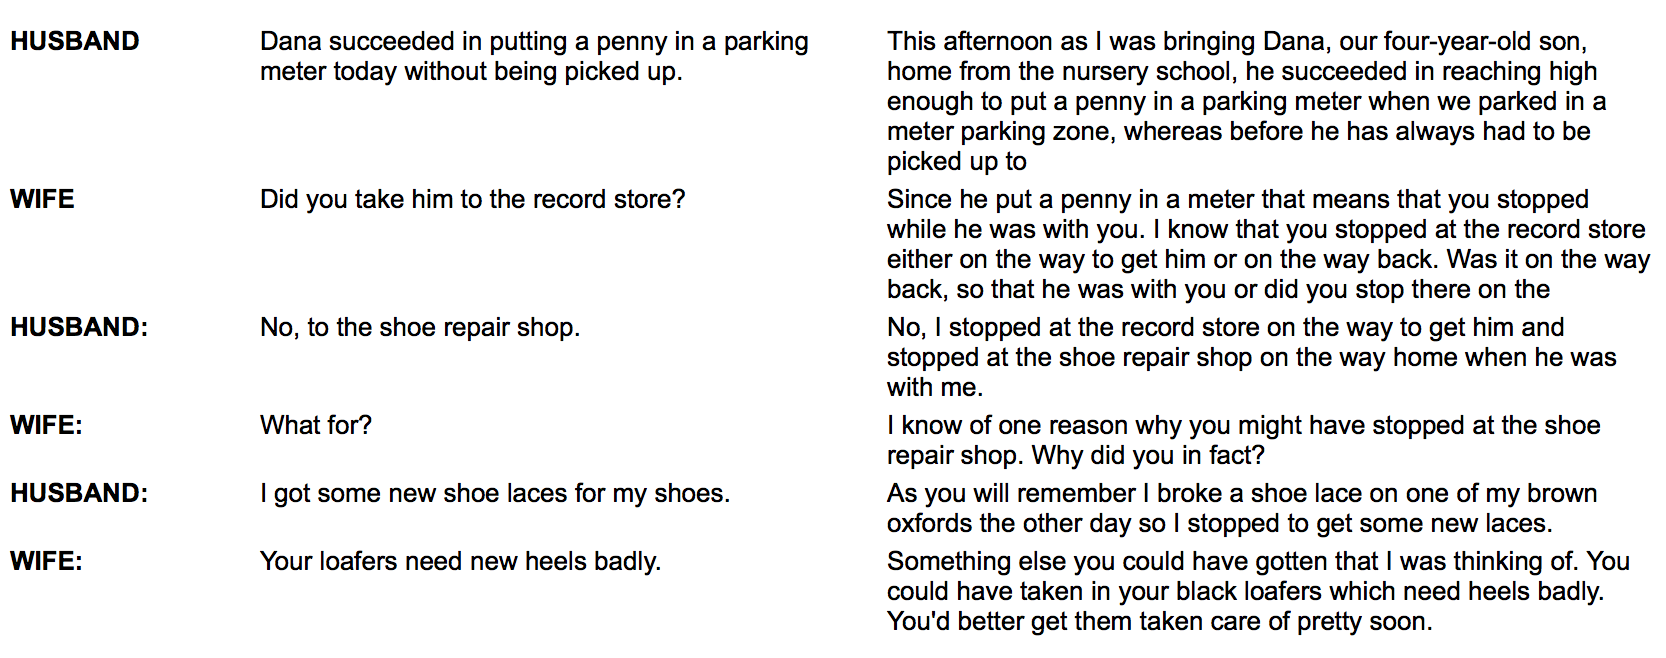 HUSBAND Dana succeeded in putting a penny in a parking This afternoon as I was bringing Dana, our four-year-old son,
meter today without being picked up. home from the nursery school, he succeeded in reaching high
enough to put a penny in a parking meter when we parked in a
meter parking zone, whereas before he has always had to be
picked up to
WIFE Did you take him to the record store? Since he put a penny in a meter that means that you stopped
while he was with you. I know that you stopped at the record store
either on the way to get him or on the way back. Was it on the way
back, so that he was with you or did you stop there on the
HUSBAND: No, to the shoe repair shop. No, I stopped at the record store on the way to get him and
stopped at the shoe repair shop on the way home when he was
with me.
WIFE: What for? I know of one reason why you might have stopped at the shoe
repair shop. Why did you in fact?
HUSBAND: I got some new shoe laces for my shoes. As you will remember I broke a shoe lace on one of my brown
oxfords the other day so I stopped to get some new laces.
WIFE: Your loafers need new heels badly. Something else you could have gotten that I was thinking of. You
could have taken in your black loafers which need heels badly.
You'd better get them taken care of pretty soon.